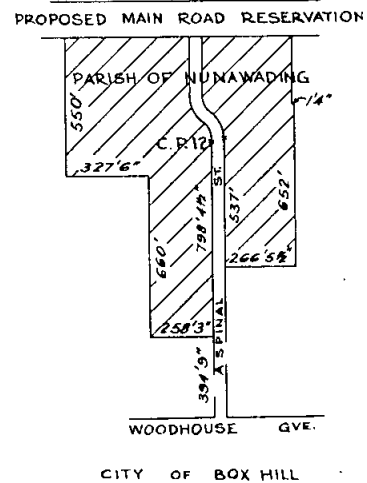 PROPOSED MAIN ROAD RESERVATION
PARISH OF NUNAWADING
550'
1'4"
C.P.12
327'6"
ST.
798'4½"
537'
652'
660'
266'5½"
258'3"
ASPINAL
394'9"
WOODHOUSE GVE.
CITY OF BOX HILL